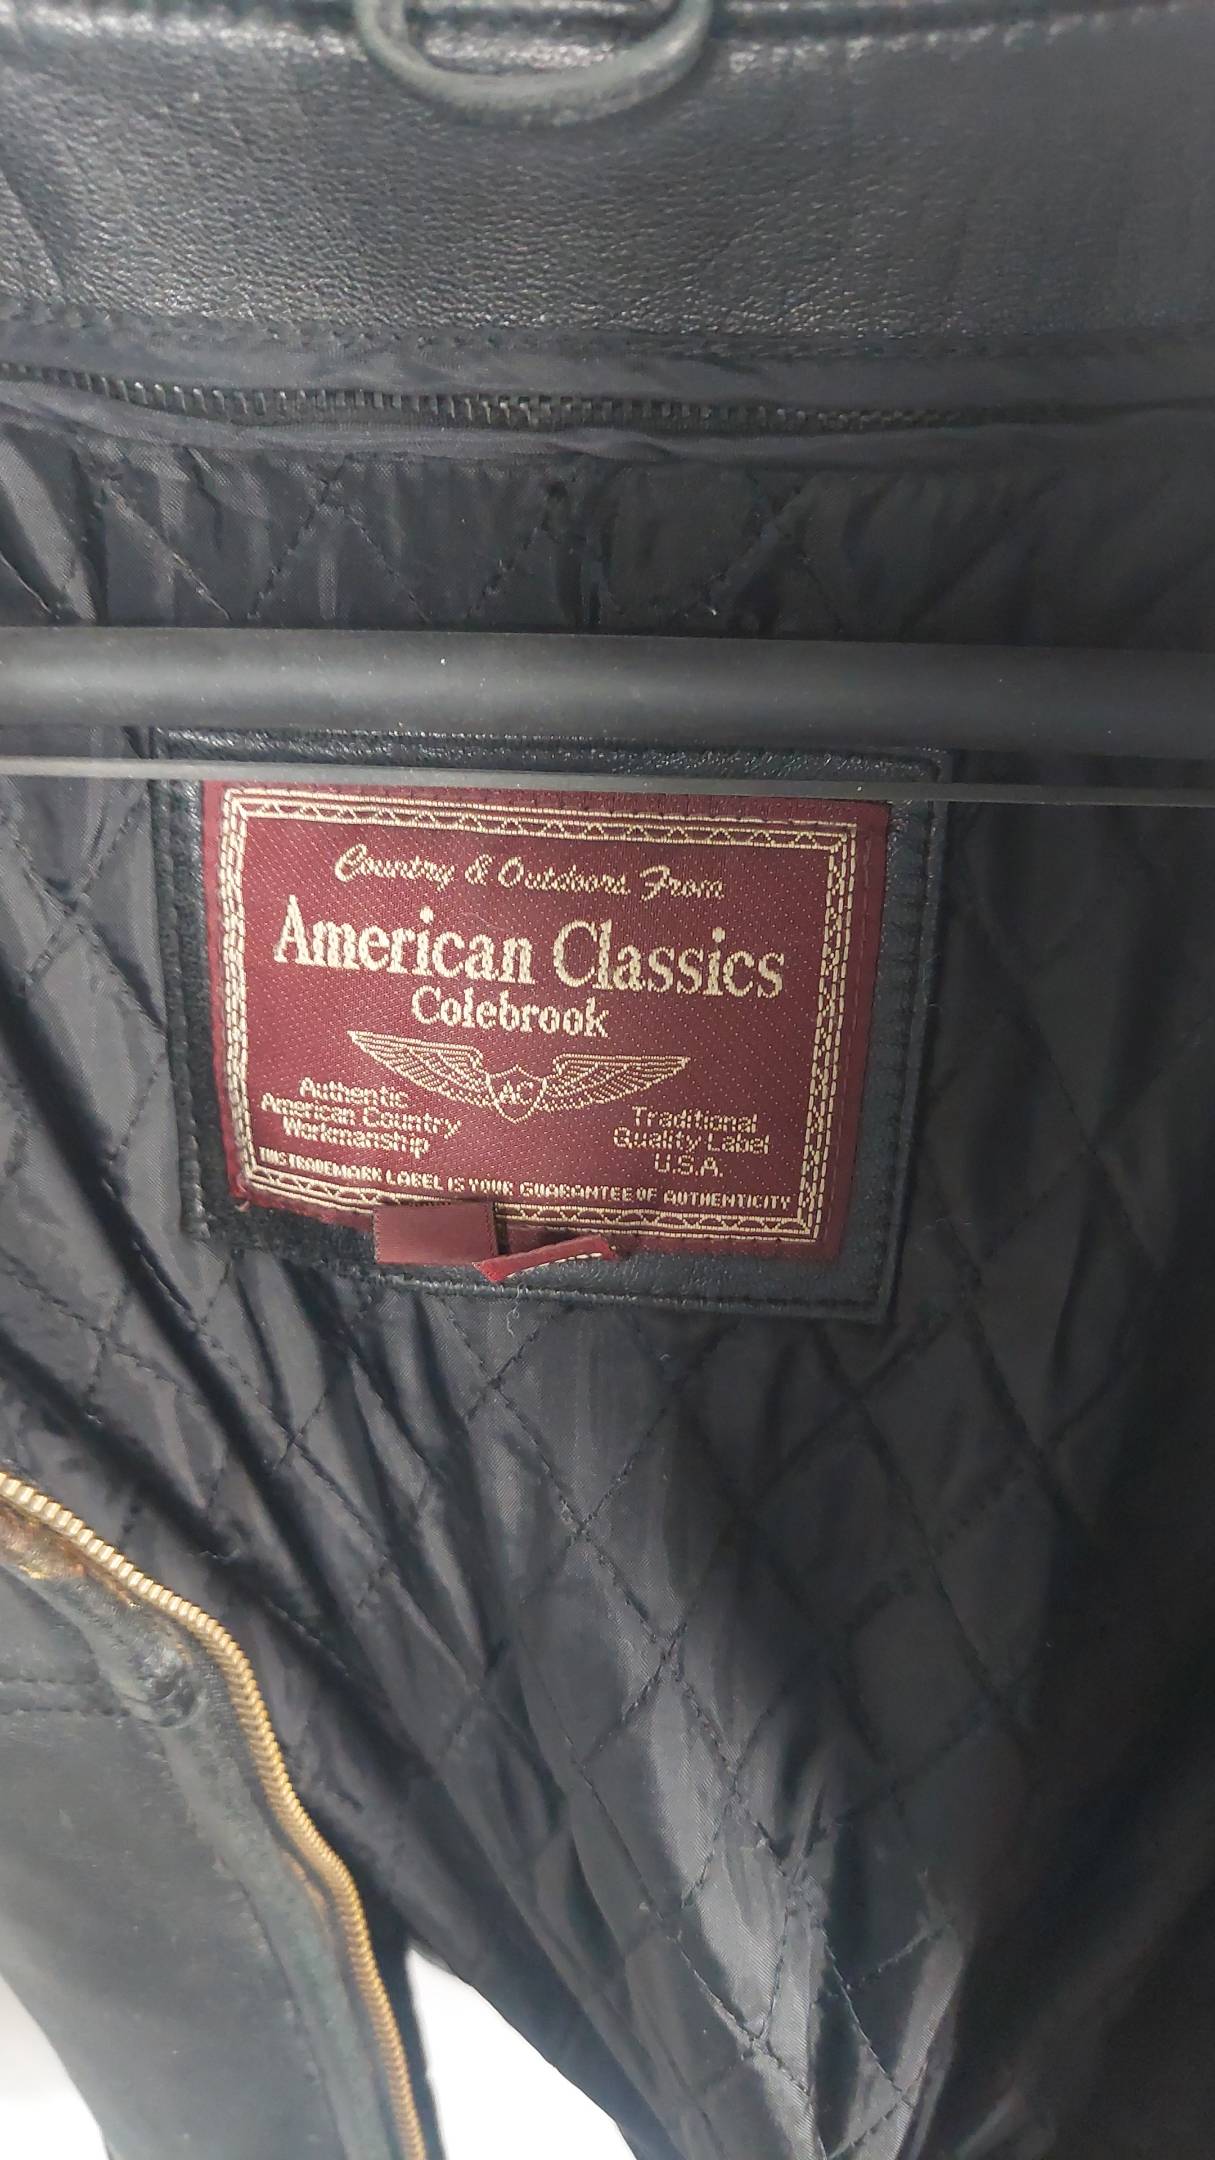 Country & Outdoors From
American Classics
Colebrook
AC
Authentic
American Country
Workmanship
Traditional
Quality Label
U.S.A.
THIS TRADEMARK LABEL IS YOUR GUARANTEE OF AUTHENTICITY